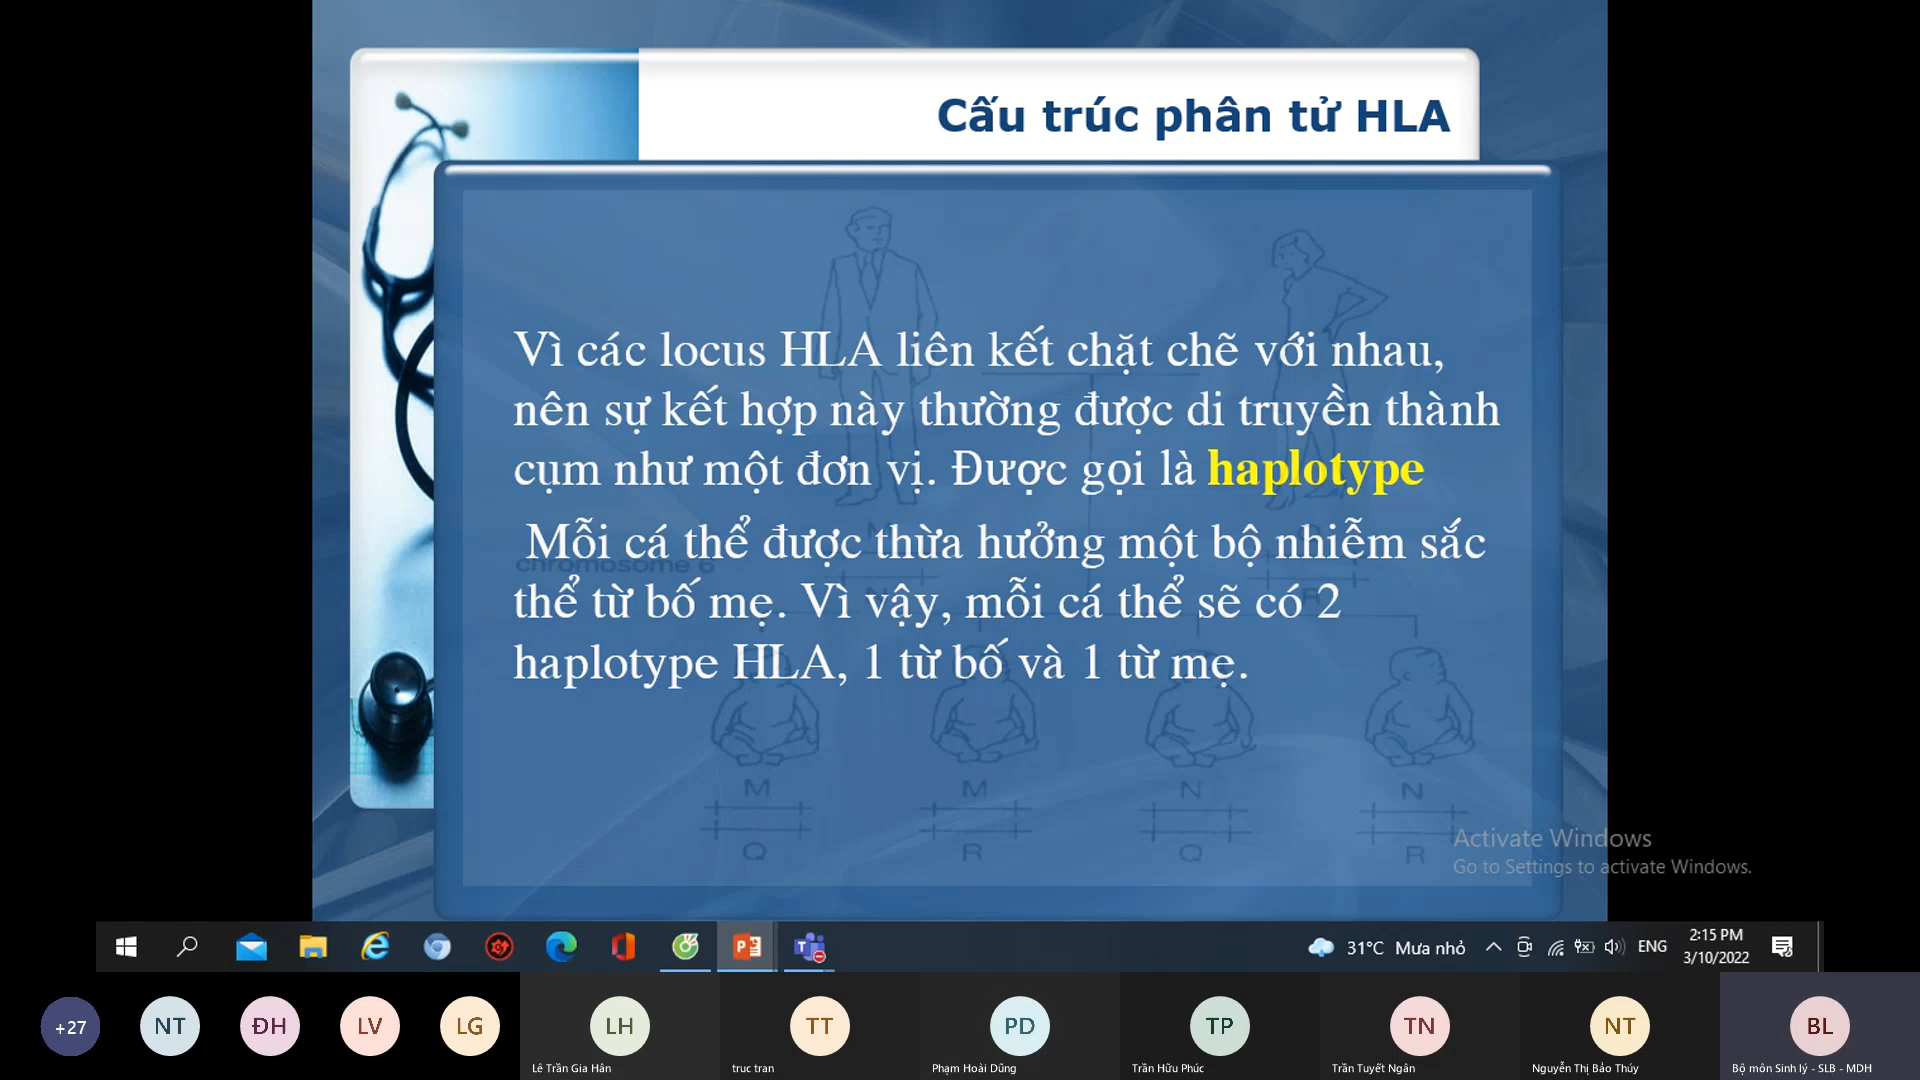 Cấu trúc phân tử HLA
Vì các locus HLA liên kết chặt chẽ với nhau,
nên sự kết hợp này thường được di truyền thành
cụm như một đơn vị. Được gọi là haplotype
Mỗi cá thể được thừa hưởng một bộ nhiễm sắc
chromosome 6
thể từ bố mẹ. Vì vậy, mỗi cá thể sẽ có 2
haplotype HLA, 1 từ bố và 1 từ mẹ.
M M N N
Q R Q R
Activate Windows
Go to Settings to activate Windows.
31°C Mưa nhỏ
ENG
2:15 PM
3/10/2022
+27 NT ĐH LV LG LH TT PD TP TN NT BL
Lê Trần Gia Hân truc tran Phạm Hoài Dũng Trần Hữu Phúc Trần Tuyết Ngân Nguyễn Thị Bảo Thúy Bộ môn Sinh lý - SLB - MDH